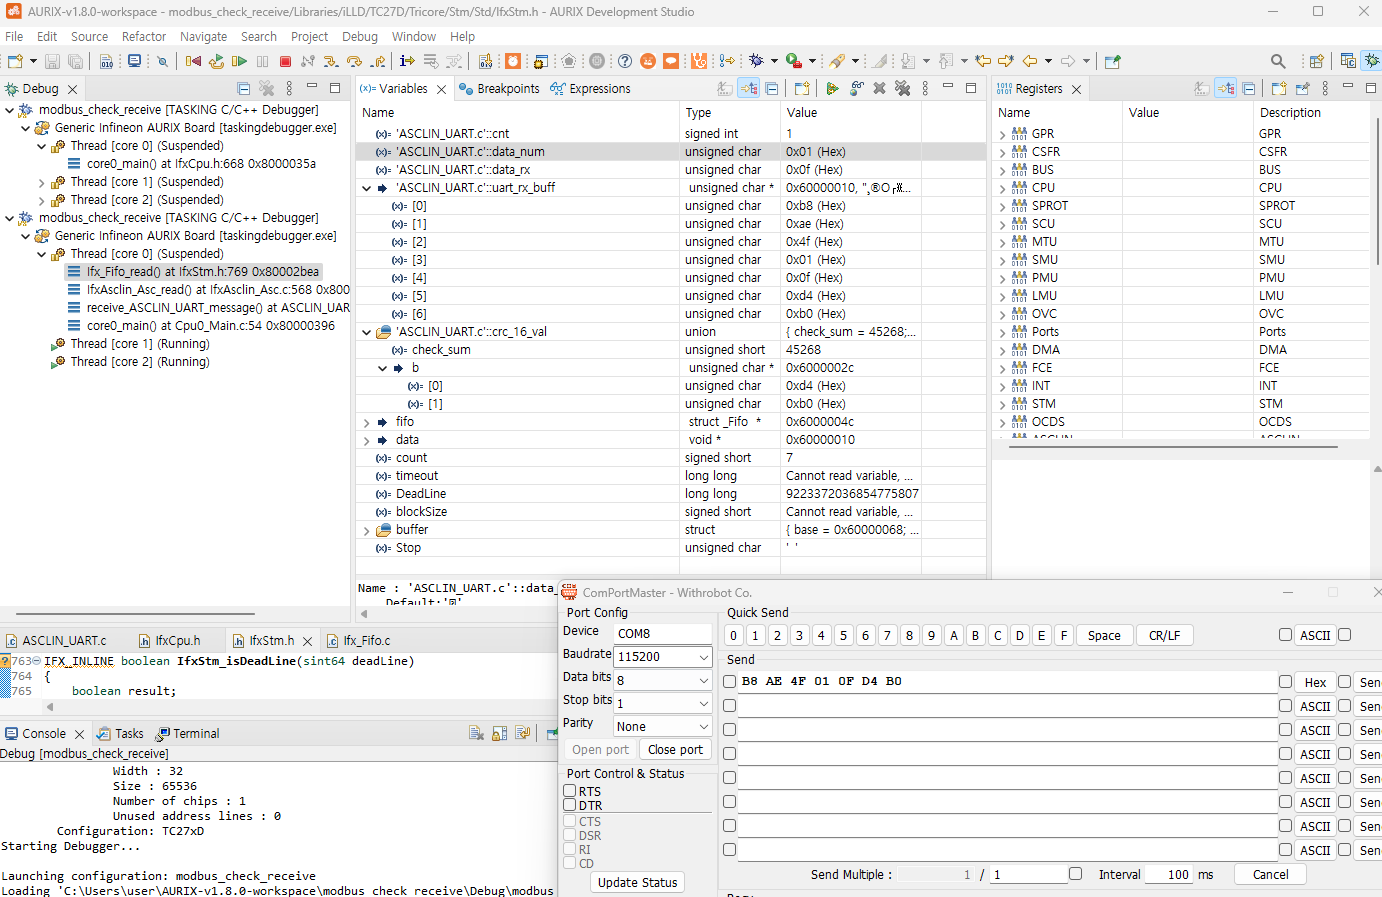 AURIX-v1.8.0-workspace - modbus_check_receive/Libraries/iLLD/TC27D/Tricore/Stm/Std/IfxStm.h - AURIX Development Studio
File Edit Source Refactor Navigate Search Project Debug Window Help
Debug
modbus_check_receive [TASKING C/C++ Debugger]
Generic Infineon AURIX Board [taskingdebugger.exe]
Thread [core 0] (Suspended)
core0_main() at IfxCpu.h:668 0x8000035a
Thread [core 1] (Suspended)
Thread [core 2] (Suspended)
modbus_check_receive [TASKING C/C++ Debugger]
Generic Infineon AURIX Board [taskingdebugger.exe]
Thread [core 0] (Suspended)
Ifx_Fifo_read() at IfxStm.h:769 0x80002bea
IfxAsclin_Asc_read() at IfxAsclin_Asc.c:568 0x800
receive_ASCLIN_UART_message() at ASCLIN_UAR
core0_main() at Cpu0_Main.c:54 0x80000396
Thread [core 1] (Running)
Thread [core 2] (Running)
Variables Breakpoints Expressions
Name Type Value
'ASCLIN_UART.c'::cnt signed int 1
'ASCLIN_UART.c'::data_num unsigned char 0x01 (Hex)
'ASCLIN_UART.c'::data_rx unsigned char 0x0f (Hex)
'ASCLIN_UART.c'::uart_rx_buff unsigned char * 0x60000010,
[0] unsigned char 0xb8 (Hex)
[1] unsigned char 0xae (Hex)
[2] unsigned char 0x4f (Hex)
[3] unsigned char 0x01 (Hex)
[4] unsigned char 0x0f (Hex)
[5] unsigned char 0xd4 (Hex)
[6] unsigned char 0xb0 (Hex)
'ASCLIN_UART.c'::crc_16_val union { check_sum = 45268;...
check_sum unsigned short 45268
b unsigned char * 0x6000002c
[0] unsigned char 0xd4 (Hex)
[1] unsigned char 0xb0 (Hex)
fifo struct _Fifo * 0x6000004c
data void * 0x60000010
count signed short 7
timeout long long Cannot read variable, ...
DeadLine long long 9223372036854775807
blockSize signed short Cannot read variable, ...
buffer struct { base = 0x60000068; ...
Stop unsigned char ' '
Name : 'ASCLIN_UART.c'::data_
Registers
Name Value Description
GPR GPR
CSFR CSFR
BUS BUS
CPU CPU
SPROT SPROT
SCU SCU
MTU MTU
SMU SMU
PMU PMU
LMU LMU
OVC OVC
Ports Ports
DMA DMA
FCE FCE
INT INT
STM STM
OCDS OCDS
ASCLIN ASCLIN
ASCLIN_UART.c IfxCpu.h IfxStm.h Ifx_Fifo.c
763 IFX_INLINE boolean IfxStm_isDeadLine(sint64 deadLine)
764 {
765 boolean result;
Console Tasks Terminal
Debug [modbus_check_receive]
Width : 32
Size : 65536
Number of chips : 1
Unused address lines : 0
Configuration: TC27xD
Starting Debugger...
Launching configuration: modbus_check_receive
Loading 'C:\Users\user\AURIX-v1.8.0-workspace\modbus_check_receive\Debug\modbus
ComPortMaster - Withrobot Co.
Port Config
Device COM8
Baudrate 115200
Data bits 8
Stop bits 1
Parity None
Open port Close port
Port Control & Status
RTS
DTR
CTS
DSR
RI
CD
Update Status
Quick Send
0 1 2 3 4 5 6 7 8 9 A B C D E F Space CR/LF ASCII
Send
B8 AE 4F 01 0F D4 B0 Hex Sen
ASCII Sen
ASCII Sen
ASCII Sen
ASCII Sen
ASCII Sen
ASCII Sen
ASCII Sen
Send Multiple : 1 / 1 Interval 100 ms Cancel